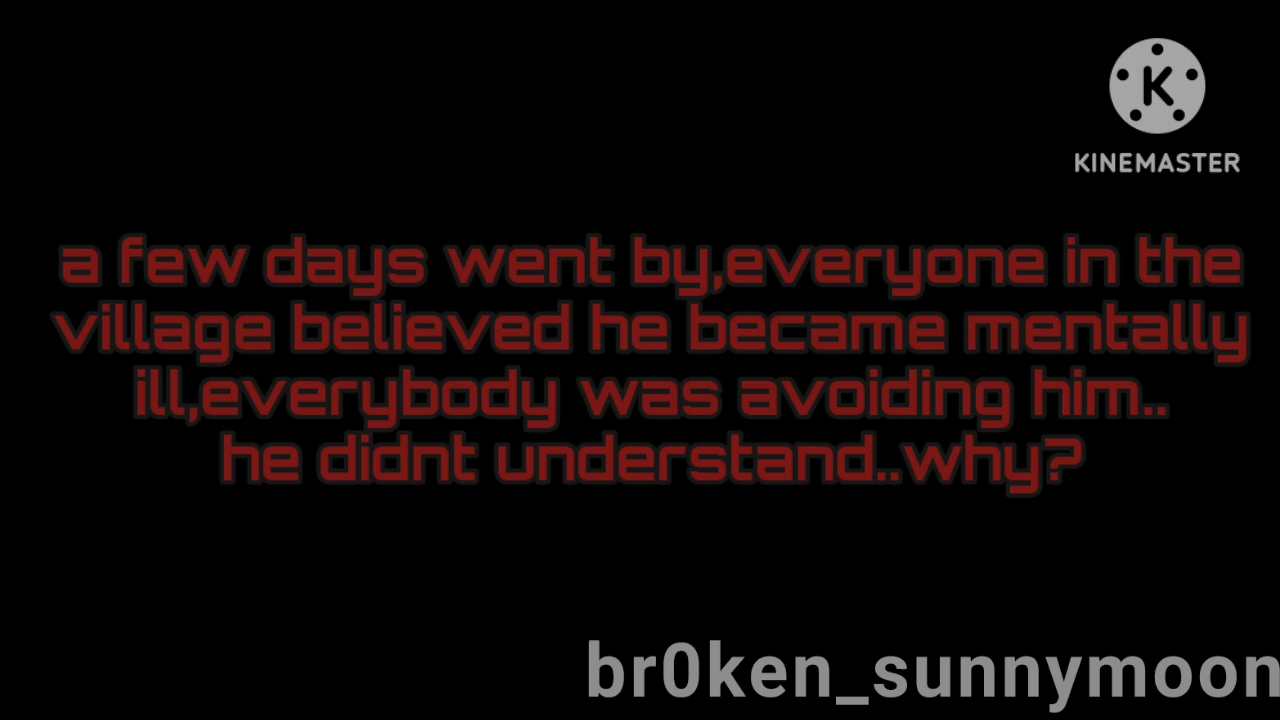 K
KINEMASTER
a few days went by,everyone in the
village believed he became mentally
ill,everybody was avoiding him..
he didnt understand..why?
br0ken_sunnymoon